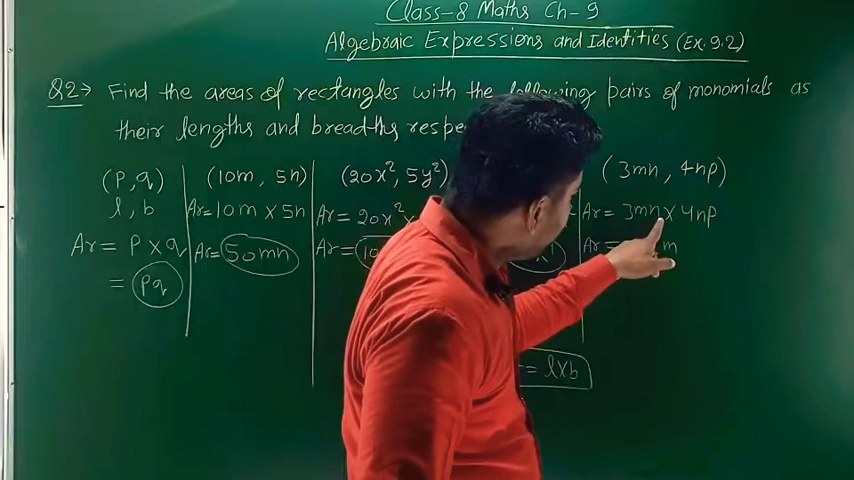 Class-8 Maths Ch-9
Algebraic Expressions and Identities (Ex. 9.2)
Q2→ Find the areas of rectangles with the following pairs of monomials as
their lengths and breadths
(p, q) (10m, 5n) (20x², 5y²) (3mn, 4np)
l, b Ar= 10m × 5n Ar= 20x² Ar= 3mn × 4np
Ar= p × q Ar= 50mn Ar= Ar= m
= pq
= l×b